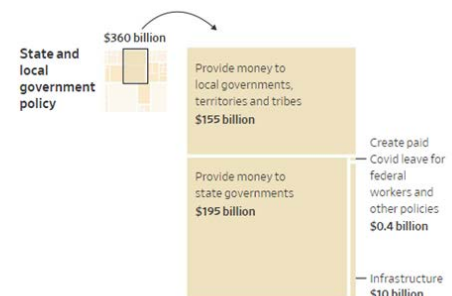 $360 billion
State and
local
government
policy
Provide money to
local governments,
territories and tribes
$155 billion
Create paid
Covid leave for
federal
workers and
other policies
$0.4 billion
Provide money to
state governments
$195 billion
Infrastructure
$10 billion